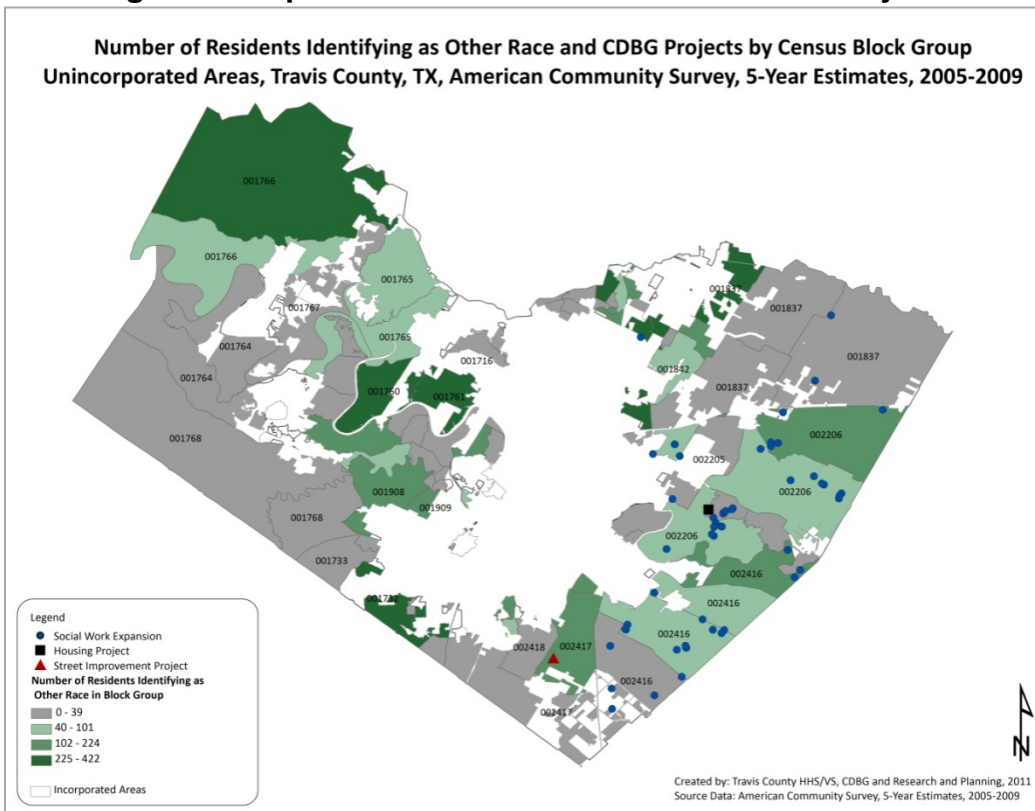 Number of Residents Identifying as Other Race and CDBG Projects by Census Block Group
Unincorporated Areas, Travis County, TX, American Community Survey, 5-Year Estimates, 2005-2009
001766
001766
001765
001837
001767
001837
001765
001764
001716
001837
001764
001842
001837
001760
001761
001768
002206
002205
001908
002206
001909
001768
002206
001733
002416
001732
002416
002416
002418
002417
002416
002417
Legend
Social Work Expansion
Housing Project
Street Improvement Project
Number of Residents Identifying as
Other Race in Block Group
0 - 39
40 - 101
102 - 224
225 - 422
Incorporated Areas
N
Created by: Travis County HHS/VS, CDBG and Research and Planning, 2011
Source Data: American Community Survey, 5-Year Estimates, 2005-2009